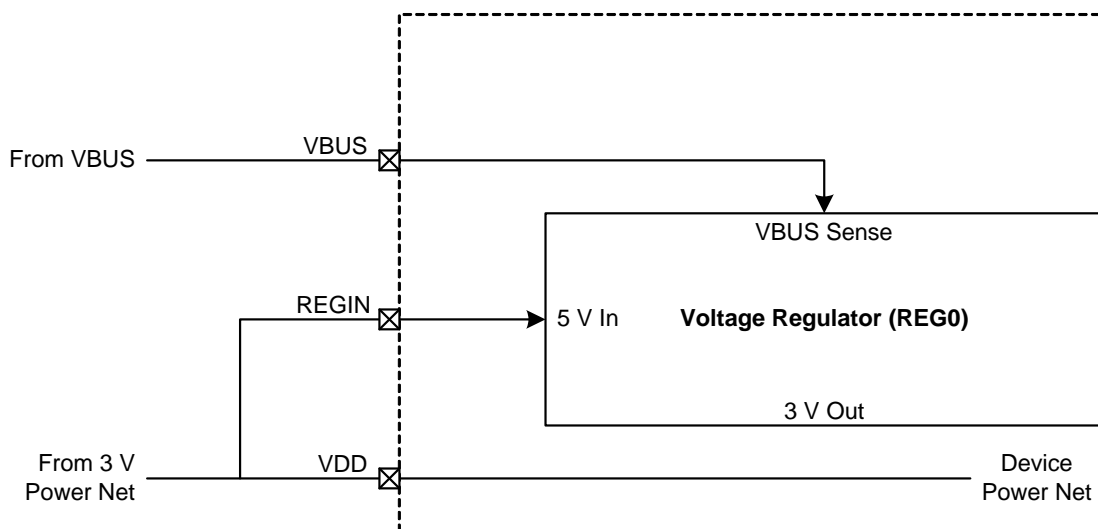 From VBUS
VBUS
VBUS Sense
REGIN
5 V In
Voltage Regulator (REG0)
3 V Out
From 3 V
Power Net
VDD
Device
Power Net